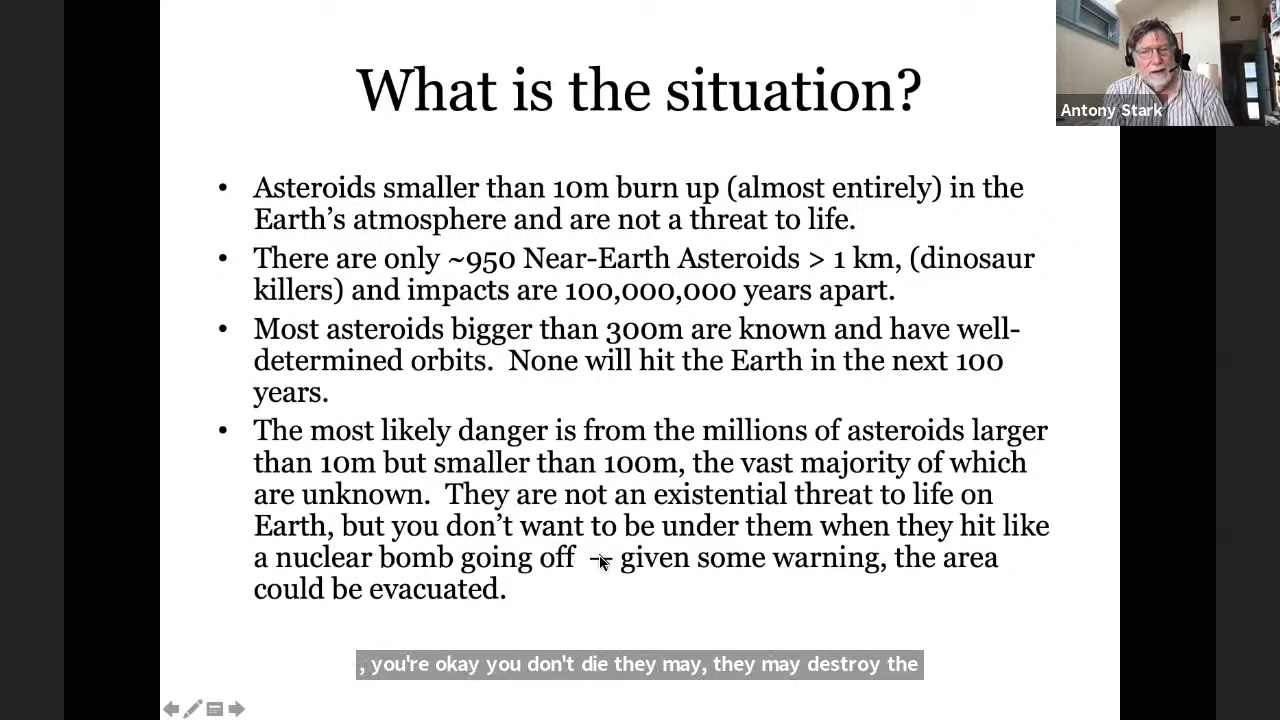 What is the situation?
Antony Stark
• Asteroids smaller than 10m burn up (almost entirely) in the
Earth’s atmosphere and are not a threat to life.
• There are only ~950 Near-Earth Asteroids > 1 km, (dinosaur
killers) and impacts are 100,000,000 years apart.
• Most asteroids bigger than 300m are known and have well-
determined orbits.  None will hit the Earth in the next 100
years.
• The most likely danger is from the millions of asteroids larger
than 10m but smaller than 100m, the vast majority of which
are unknown.  They are not an existential threat to life on
Earth, but you don’t want to be under them when they hit like
a nuclear bomb going off — given some warning, the area
could be evacuated.
, you're okay you don't die they may, they may destroy the